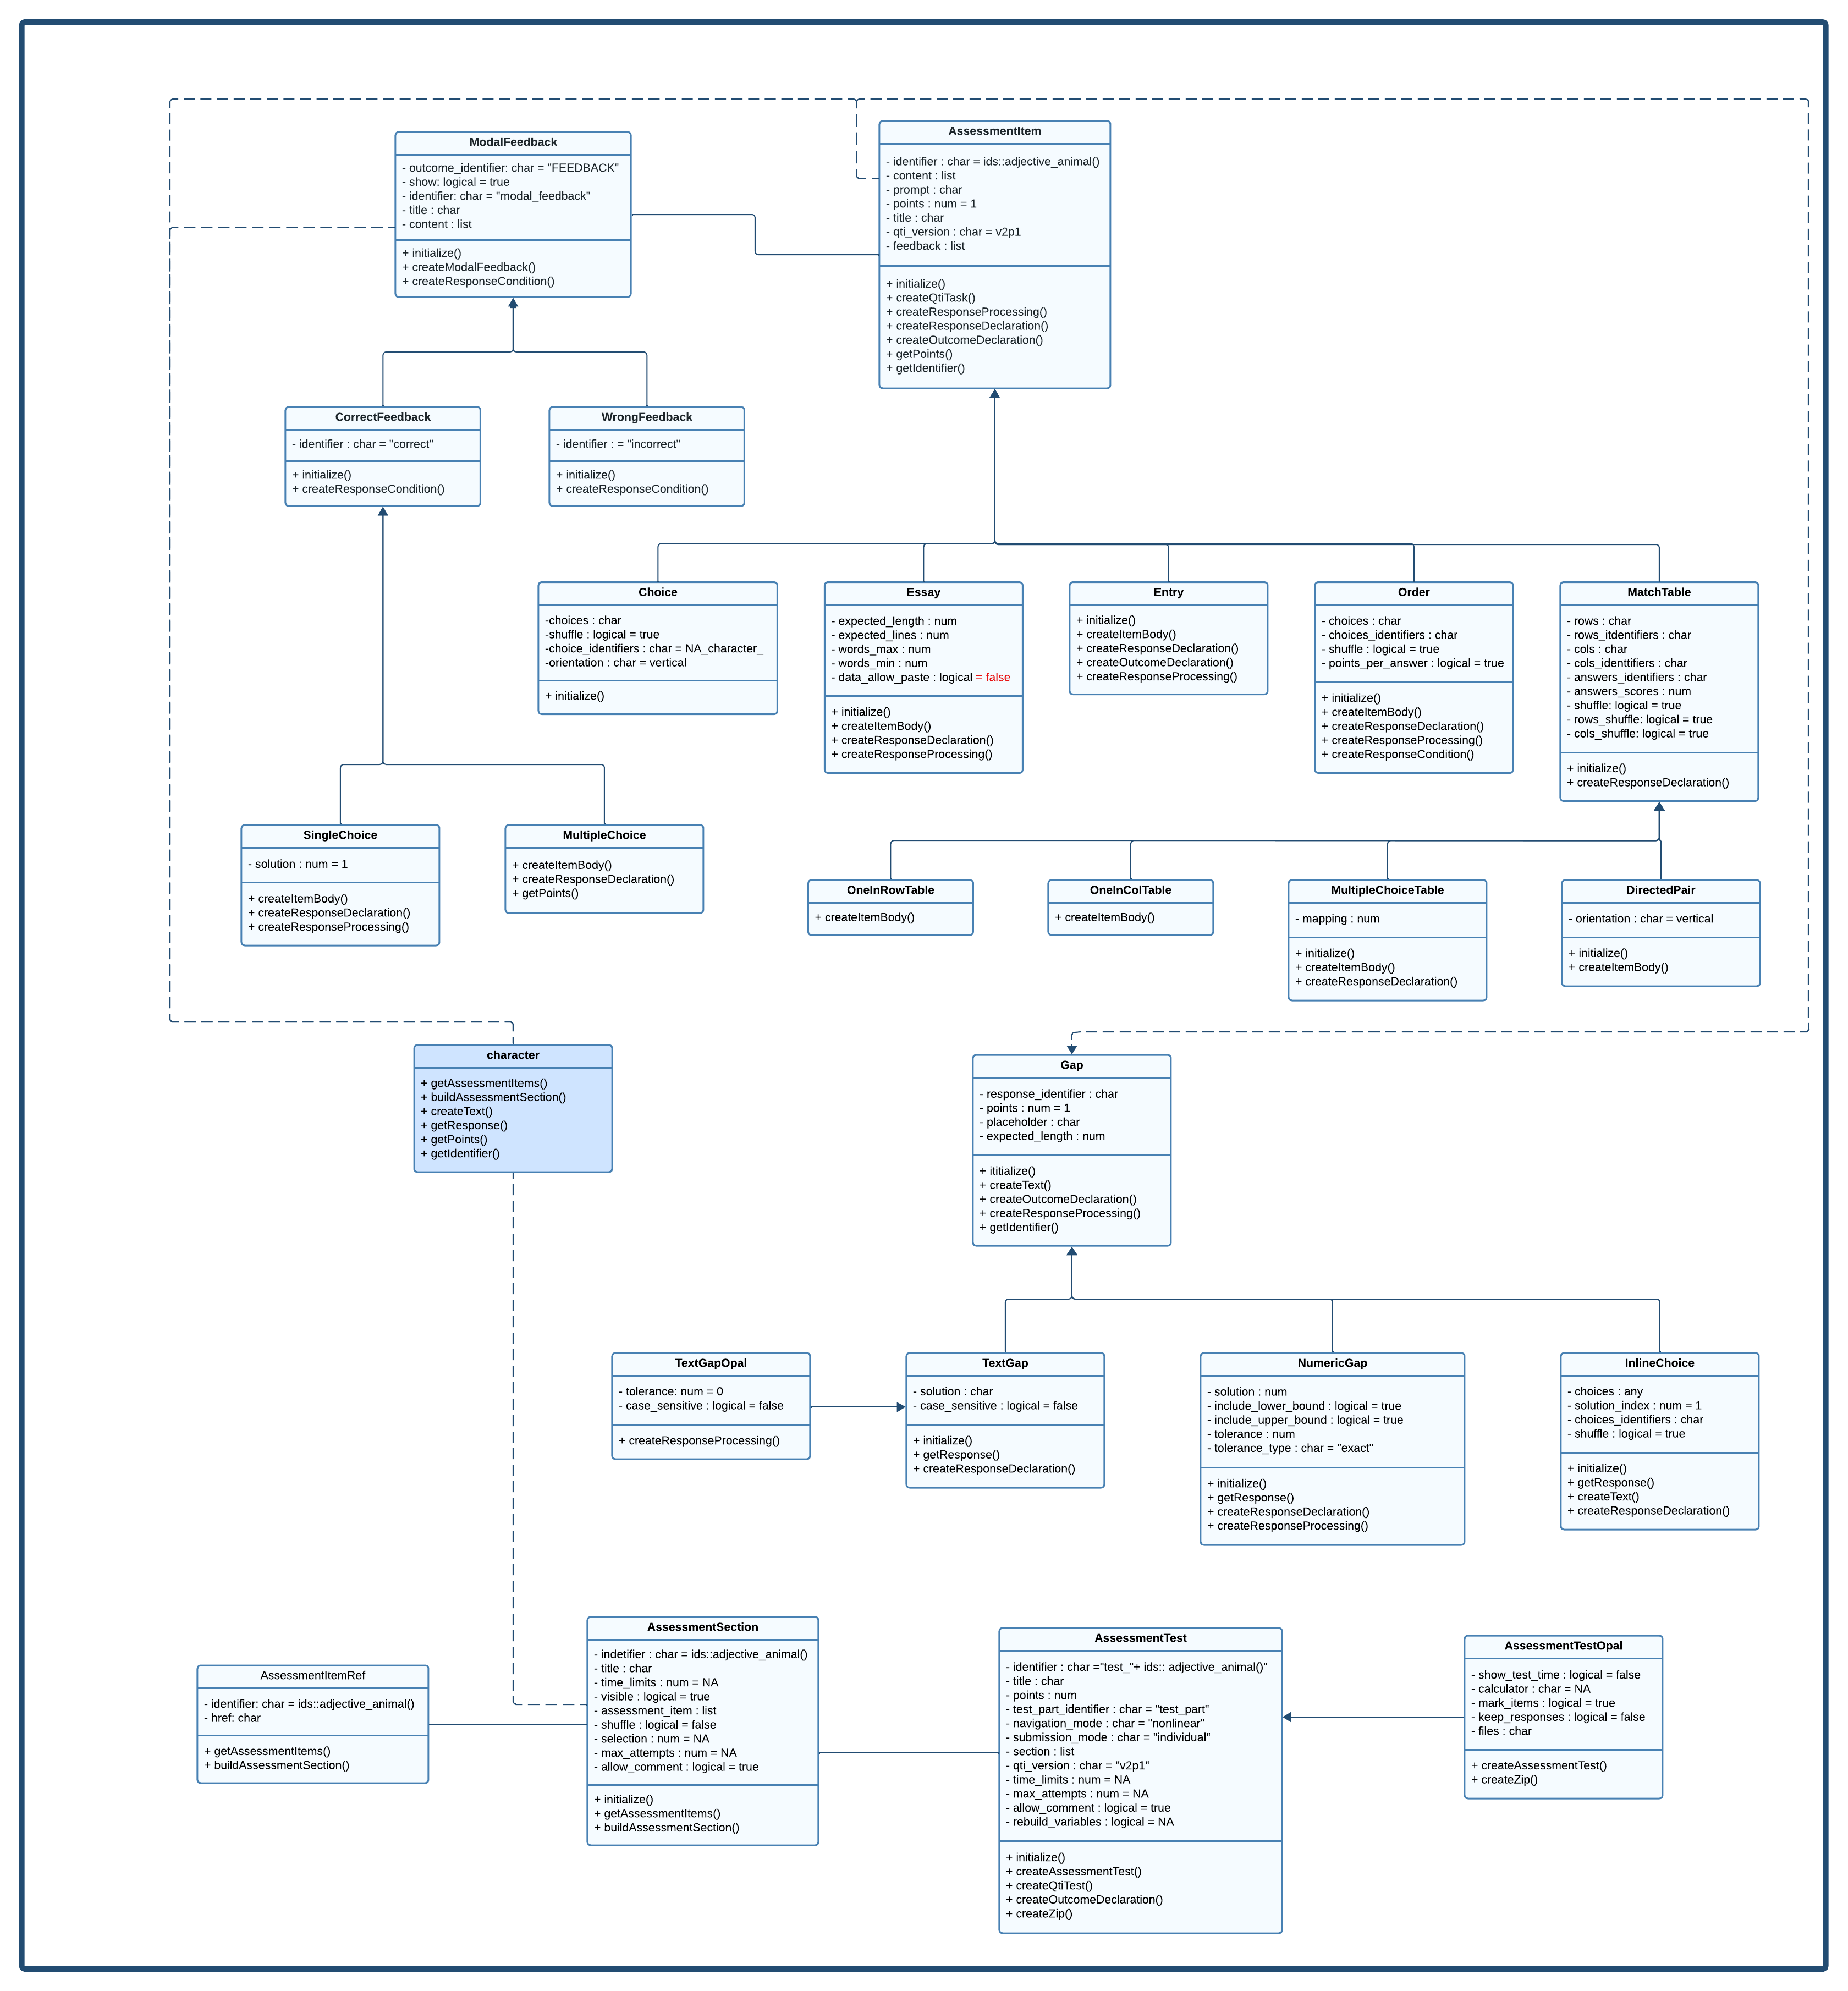 ModalFeedback
- outcome_identifier: char = "FEEDBACK"
- show: logical = true
- identifier: char = "modal_feedback"
- title : char
- content : list
+ initialize()
+ createModalFeedback()
+ createResponseCondition()
AssessmentItem
- identifier : char = ids::adjective_animal()
- content : list
- prompt : char
- points : num = 1
- title : char
- qti_version : char = v2p1
- feedback : list
+ initialize()
+ createQtiTask()
+ createResponseProcessing()
+ createResponseDeclaration()
+ createOutcomeDeclaration()
+ getPoints()
+ getIdentifier()
CorrectFeedback
- identifier : char = "correct"
+ initialize()
+ createResponseCondition()
WrongFeedback
- identifier : = "incorrect"
+ initialize()
+ createResponseCondition()
Choice
-choices : char
-shuffle : logical = true
-choice_identifiers : char = NA_character_
-orientation : char = vertical
+ initialize()
Essay
- expected_length : num
- expected_lines : num
- words_max : num
- words_min : num
- data_allow_paste : logical = false
+ initialize()
+ createItemBody()
+ createResponseDeclaration()
+ createResponseProcessing()
Entry
+ initialize()
+ createItemBody()
+ createResponseDeclaration()
+ createOutcomeDeclaration()
+ createResponseProcessing()
Order
- choices : char
- choices_identifiers : char
- shuffle : logical = true
- points_per_answer : logical = true
+ initialize()
+ createItemBody()
+ createResponseDeclaration()
+ createResponseProcessing()
+ createResponseCondition()
MatchTable
- rows : char
- rows_itdentifiers : char
- cols : char
- cols_identtifiers : char
- answers_identifiers : char
- answers_scores : num
- shuffle: logical = true
- rows_shuffle: logical = true
- cols_shuffle: logical = true
+ initialize()
+ createResponseDeclaration()
SingleChoice
- solution : num = 1
+ createItemBody()
+ createResponseDeclaration()
+ createResponseProcessing()
MultipleChoice
+ createItemBody()
+ createResponseDeclaration()
+ getPoints()
OneInRowTable
+ createItemBody()
OneInColTable
+ createItemBody()
MultipleChoiceTable
- mapping : num
+ initialize()
+ createItemBody()
+ createResponseDeclaration()
DirectedPair
- orientation : char = vertical
+ initialize()
+ createItemBody()
character
+ getAssessmentItems()
+ buildAssessmentSection()
+ createText()
+ getResponse()
+ getPoints()
+ getIdentifier()
Gap
- response_identifier : char
- points : num = 1
- placeholder : char
- expected_length : num
+ ititialize()
+ createText()
+ createOutcomeDeclaration()
+ createResponseProcessing()
+ getIdentifier()
TextGapOpal
- tolerance: num = 0
- case_sensitive : logical = false
+ createResponseProcessing()
TextGap
- solution : char
- case_sensitive : logical = false
+ initialize()
+ getResponse()
+ createResponseDeclaration()
NumericGap
- solution : num
- include_lower_bound : logical = true
- include_upper_bound : logical = true
- tolerance : num
- tolerance_type : char = "exact"
+ initialize()
+ getResponse()
+ createResponseDeclaration()
+ createResponseProcessing()
InlineChoice
- choices : any
- solution_index : num = 1
- choices_identifiers : char
- shuffle : logical = true
+ initialize()
+ getResponse()
+ createText()
+ createResponseDeclaration()
AssessmentItemRef
- identifier: char = ids::adjective_animal()
- href: char
+ getAssessmentItems()
+ buildAssessmentSection()
AssessmentSection
- indetifier : char = ids::adjective_animal()
- title : char
- time_limits : num = NA
- visible : logical = true
- assessment_item : list
- shuffle : logical = false
- selection : num = NA
- max_attempts : num = NA
- allow_comment : logical = true
+ initialize()
+ getAssessmentItems()
+ buildAssessmentSection()
AssessmentTest
- identifier : char ="test_"+ ids:: adjective_animal()"
- title : char
- points : num
- test_part_identifier : char = "test_part"
- navigation_mode : char = "nonlinear"
- submission_mode : char = "individual"
- section : list
- qti_version : char = "v2p1"
- time_limits : num = NA
- max_attempts : num = NA
- allow_comment : logical = true
- rebuild_variables : logical = NA
+ initialize()
+ createAssessmentTest()
+ createQtiTest()
+ createOutcomeDeclaration()
+ createZip()
AssessmentTestOpal
- show_test_time : logical = false
- calculator : char = NA
- mark_items : logical = true
- keep_responses : logical = false
- files : char
+ createAssessmentTest()
+ createZip()